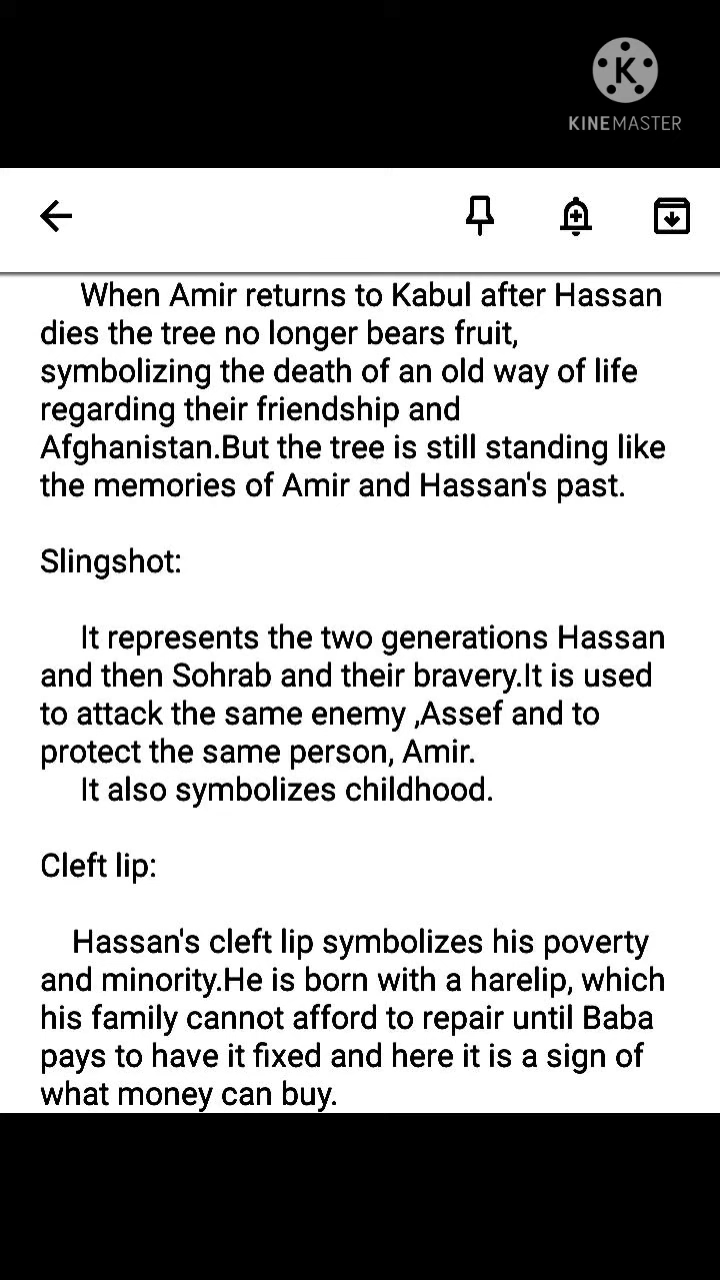 K
KINEMASTER
When Amir returns to Kabul after Hassan
dies the tree no longer bears fruit,
symbolizing the death of an old way of life
regarding their friendship and
Afghanistan.But the tree is still standing like
the memories of Amir and Hassan's past.
Slingshot:
It represents the two generations Hassan
and then Sohrab and their bravery.It is used
to attack the same enemy ,Assef and to
protect the same person, Amir.
It also symbolizes childhood.
Cleft lip:
Hassan's cleft lip symbolizes his poverty
and minority.He is born with a harelip, which
his family cannot afford to repair until Baba
pays to have it fixed and here it is a sign of
what money can buy.